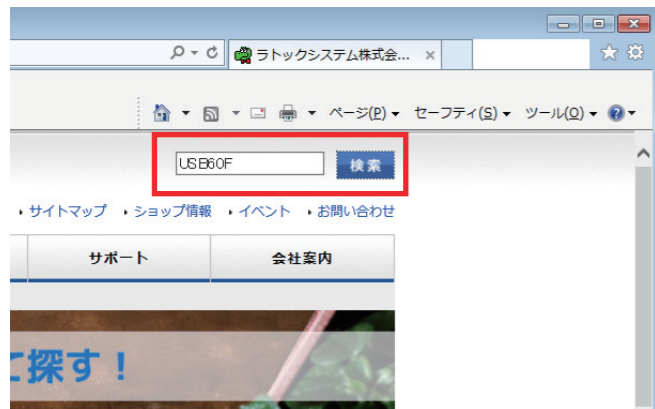 ラトックシステム株式会...
ページ(P) セーフティ(S) ツール(O)
USB60F 検索
サイトマップ ショップ情報 イベント お問い合わせ
サポート 会社案内
て探す！